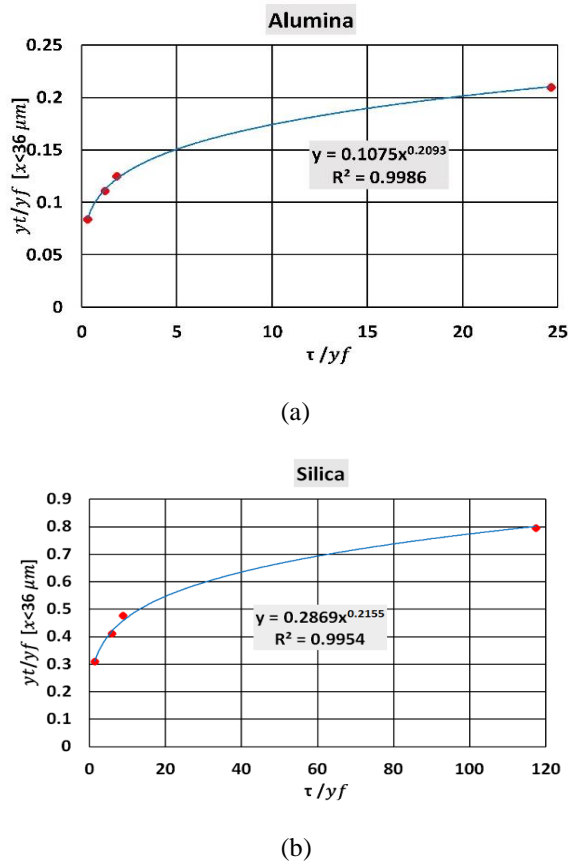 Alumina
0.25
0.2
0.15
0.1
0.05
0
yt/yf [x<36 μm]
y = 0.1075x^0.2093
R² = 0.9986
0 5 10 15 20 25
τ /yf
(a)
Silica
0.9
0.8
0.7
0.6
0.5
0.4
0.3
0.2
0.1
0
yt/yf [x<36 μm]
y = 0.2869x^0.2155
R² = 0.9954
0 20 40 60 80 100 120
τ /yf
(b)